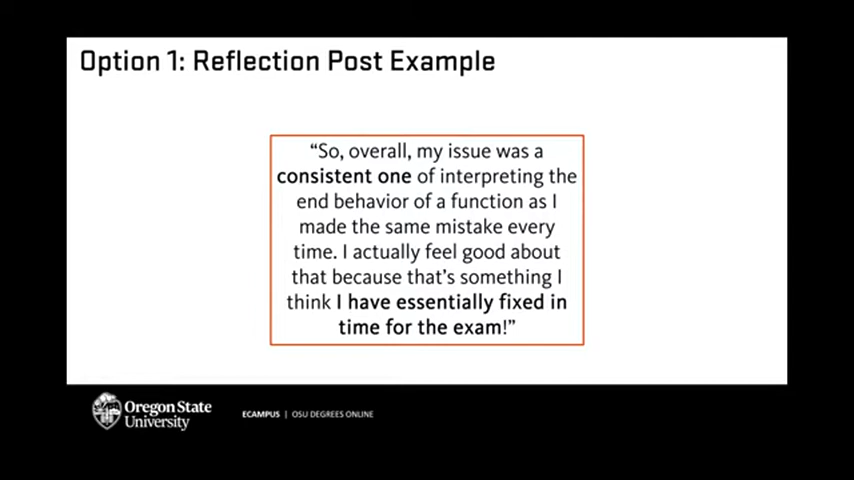 Option 1: Reflection Post Example
“So, overall, my issue was a
consistent one of interpreting the
end behavior of a function as I
made the same mistake every
time. I actually feel good about
that because that’s something I
think I have essentially fixed in
time for the exam!”
Oregon State
University
ECAMPUS | OSU DEGREES ONLINE